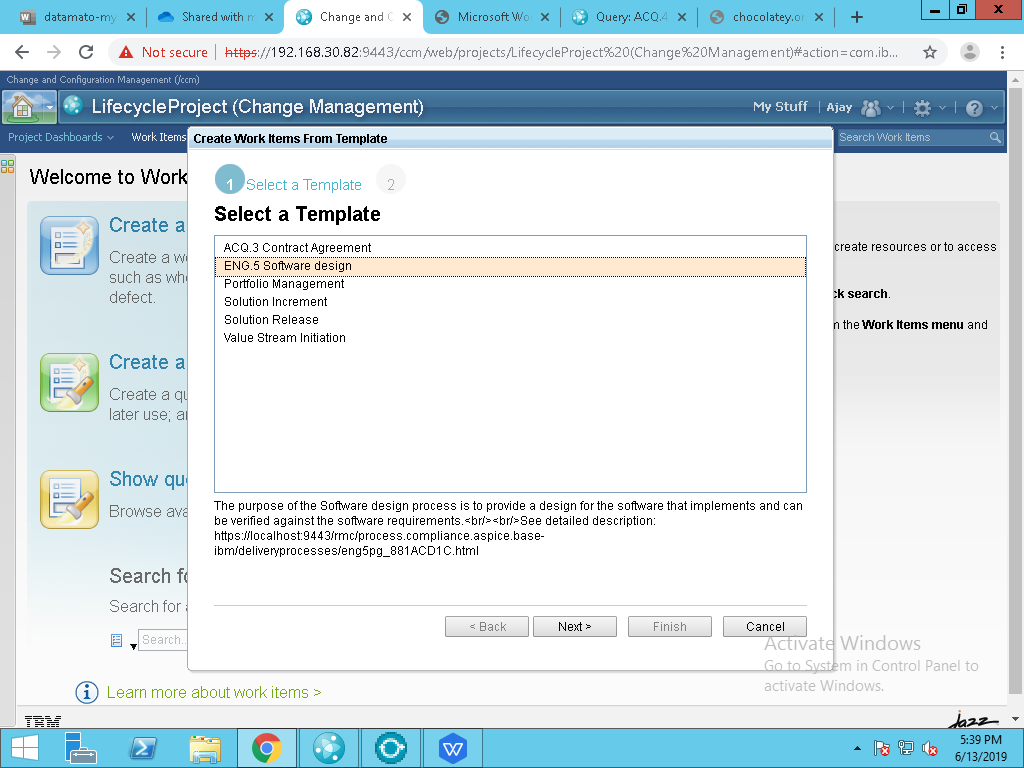 datamato-my
Shared with m
Change and C
Microsoft Wo
Query: ACQ.4
chocolatey.or
Not secure
https://192.168.30.82:9443/ccm/web/projects/LifecycleProject%20(Change%20Management)#action=com.ib...
Change and Configuration Management (/ccm)
LifecycleProject (Change Management)
My Stuff
Ajay
Project Dashboards
Work Items
Search Work Items
Create Work Items From Template
Welcome to Work
1 Select a Template 2
Select a Template
ACQ.3 Contract Agreement
ENG.5 Software design
Portfolio Management
Solution Increment
Solution Release
Value Stream Initiation
The purpose of the Software design process is to provide a design for the software that implements and can
be verified against the software requirements.<br/><br/>See detailed description:
https://localhost:9443/rmc/process.compliance.aspice.base-
ibm/deliveryprocesses/eng5pg_881ACD1C.html
< Back
Next >
Finish
Cancel
Create a
Create a wo
such as whe
defect.
Create a
Create a qu
later use; an
Show que
Browse ava
Search fo
Search for a
Search...
create resources or to access
ck search.
m the Work Items menu and
Learn more about work items >
Activate Windows
Go to System in Control Panel to
activate Windows.
IBM
jazz
5:39 PM
6/13/2019